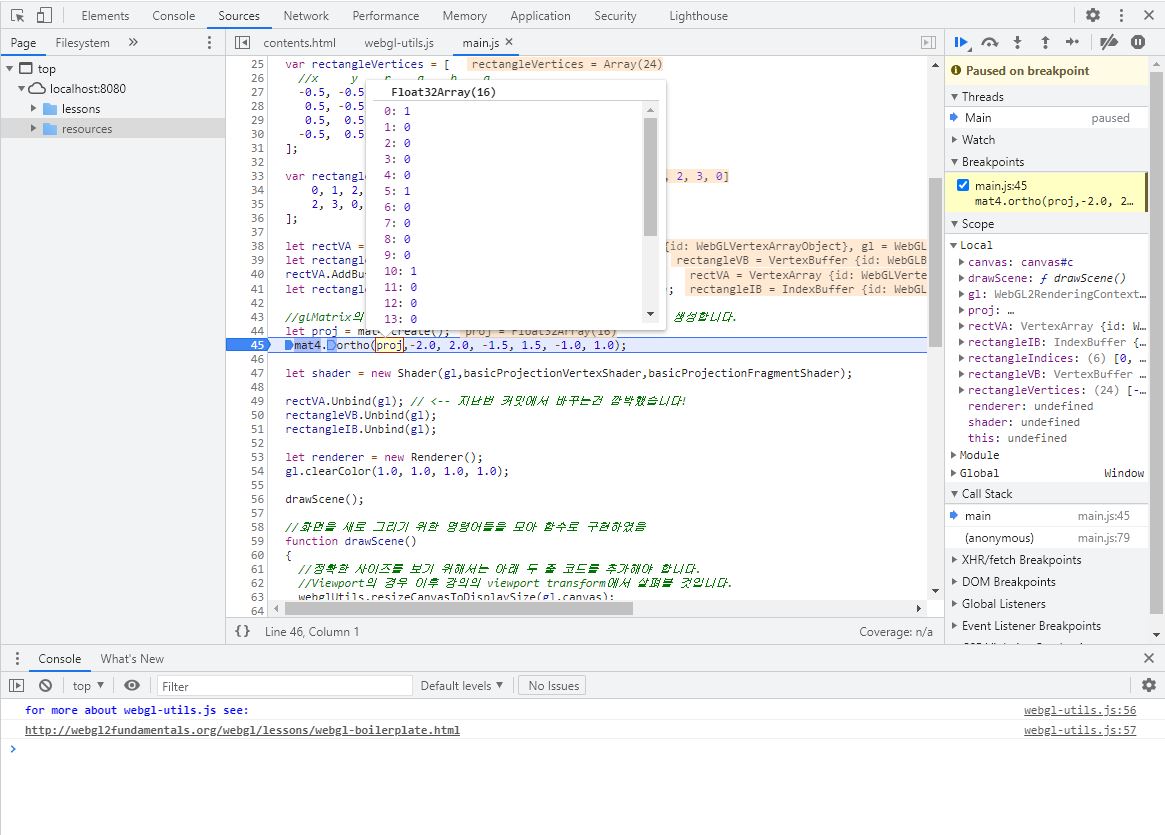 Elements Console Sources Network Performance Memory Application Security Lighthouse
Page Filesystem »
contents.html webgl-utils.js main.js ×
top
localhost:8080
lessons
resources
25 var rectangleVertices = [ rectangleVertices = Array(24)
26 //x y r g b a
27 -0.5, -0.5
28 0.5, -0.5
29 0.5, 0.5
30 -0.5, 0.5
31 ];
32
33 var rectangle , 2, 3, 0]
34 0, 1, 2,
35 2, 3, 0,
36 ];
37
38 let rectVA = {id: WebGLVertexArrayObject}, gl = WebGL
39 let rectangle rectangleVB = VertexBuffer {id: WebGLB
40 rectVA.AddBu rectVA = VertexArray {id: WebGLVerte
41 let rectangl ; rectangleIB = IndexBuffer {id: WebGL
42
43 //glMatrix의 생성합니다.
44 let proj = mat4.create(); proj = Float32Array(16)
45 mat4.ortho(proj,-2.0, 2.0, -1.5, 1.5, -1.0, 1.0);
46
47 let shader = new Shader(gl,basicProjectionVertexShader,basicProjectionFragmentShader);
48
49 rectVA.Unbind(gl); // <-- 지난번 커밋에서 바꾸는건 깜박했습니다!
50 rectangleVB.Unbind(gl);
51 rectangleIB.Unbind(gl);
52
53 let renderer = new Renderer();
54 gl.clearColor(1.0, 1.0, 1.0, 1.0);
55
56 drawScene();
57
58 //화면을 새로 그리기 위한 명령어들을 모아 함수로 구현하였음
59 function drawScene()
60 {
61 //정확한 사이즈를 보기 위해서는 아래 두 줄 코드를 추가해야 합니다.
62 //Viewport의 경우 이후 강의의 viewport transform에서 살펴볼 것입니다.
63 webglUtils.resizeCanvasToDisplaySize(gl.canvas);
64
Float32Array(16)
0: 1
1: 0
2: 0
3: 0
4: 0
5: 1
6: 0
7: 0
8: 0
9: 0
10: 1
11: 0
12: 0
13: 0
{ } Line 46, Column 1 Coverage: n/a
Paused on breakpoint
Threads
Main paused
Watch
Breakpoints
main.js:45
mat4.ortho(proj,-2.0, 2…
Scope
Local
canvas: canvas#c
drawScene: ƒ drawScene()
gl: WebGL2RenderingContext…
proj: …
rectVA: VertexArray {id: W…
rectangleIB: IndexBuffer {…
rectangleIndices: (6) [0, …
rectangleVB: VertexBuffer …
rectangleVertices: (24) [-…
renderer: undefined
shader: undefined
this: undefined
Module
Global Window
Call Stack
main main.js:45
(anonymous) main.js:79
XHR/fetch Breakpoints
DOM Breakpoints
Global Listeners
Event Listener Breakpoints
Console What's New
top Filter Default levels No Issues
for more about webgl-utils.js see: webgl-utils.js:56
http://webgl2fundamentals.org/webgl/lessons/webgl-boilerplate.html webgl-utils.js:57
>